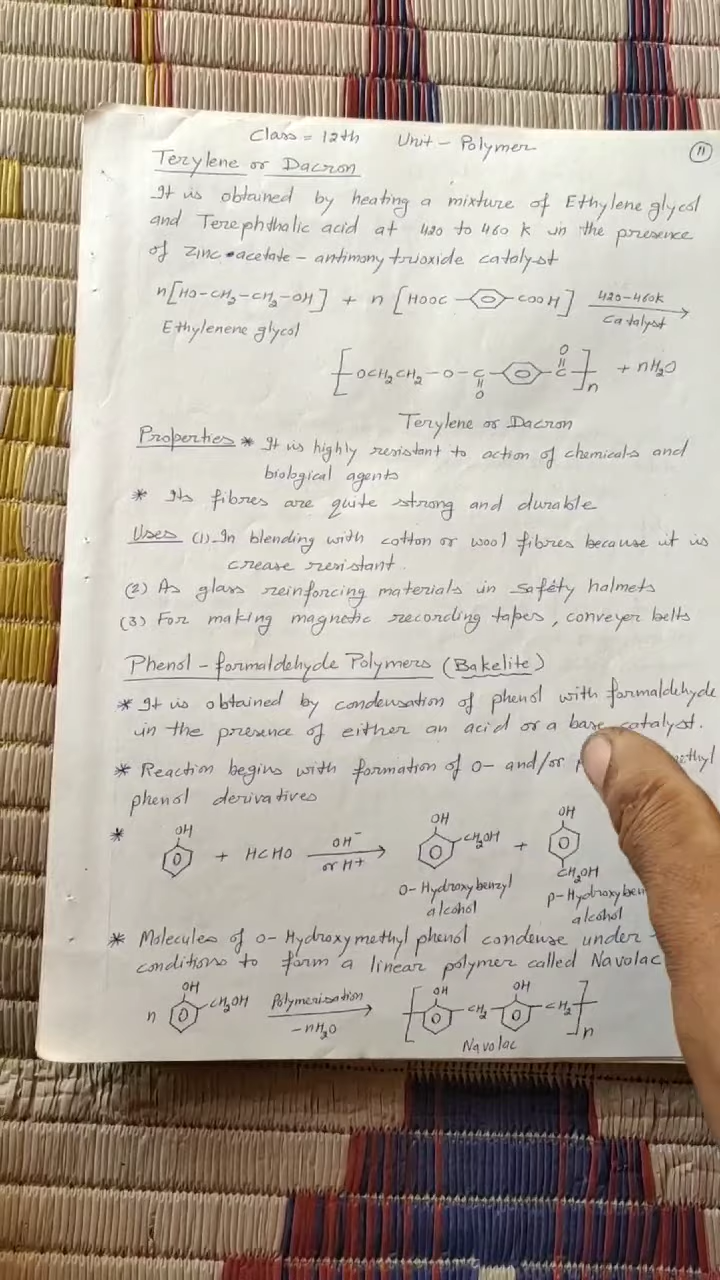 Class = 12th Unit - Polymer 11
Terylene or Dacron
It is obtained by heating a mixture of Ethylene glycol
and Terephthalic acid at 420 to 460 k in the presence
of zinc acetate - antimony trioxide catalyst
n[HO-CH2-CH2-OH] + n [HOOC COOH] 420-460k
Catalyst
Ethylenene glycol
O
[OCH2CH2-O-C C]n + nH2O
O
Terylene or Dacron
Properties * It is highly resistant to action of chemicals and
biological agents
* Its fibres are quite strong and durable
Uses (1) In blending with cotton or wool fibres because it is
crease resistant.
(2) As glass reinforcing materials in safety halmets
(3) For making magnetic recording tapes, conveyer belts
Phenol - formaldehyde Polymers (Bakelite)
* It is obtained by condensation of phenol with formaldehyde
in the presence of either an acid or a base catalyst.
* Reaction begins with formation of O- and/or methyl
phenol derivatives
* OH + HCHO OH- or H+ OH CH2OH + OH CH2OH
O-Hydroxybenzyl alcohol p-Hydroxyben alcohol
* Molecules of O-Hydroxymethyl phenol condense under
conditions to form a linear polymer called Navolac
n OH CH2OH Polymerisation -nH2O [OH CH2 OH CH2]n
Navolac